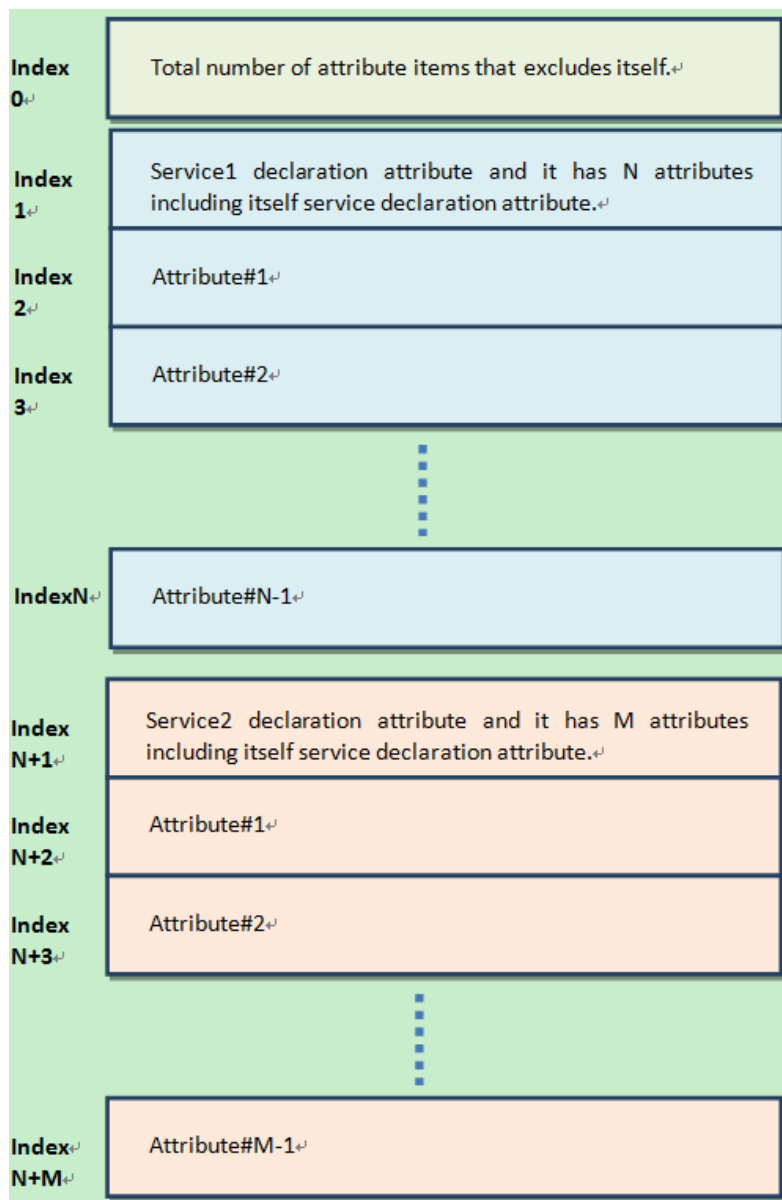 Index
0↵
Total number of attribute items that excludes itself.↵
Index
1↵
Service1 declaration attribute and it has N attributes
including itself service declaration attribute.↵
Index
2↵
Attribute#1↵
Index
3↵
Attribute#2↵
IndexN↵
Attribute#N-1↵
Index
N+1↵
Service2 declaration attribute and it has M attributes
including itself service declaration attribute.↵
Index
N+2↵
Attribute#1↵
Index
N+3↵
Attribute#2↵
Index↵
N+M↵
Attribute#M-1↵